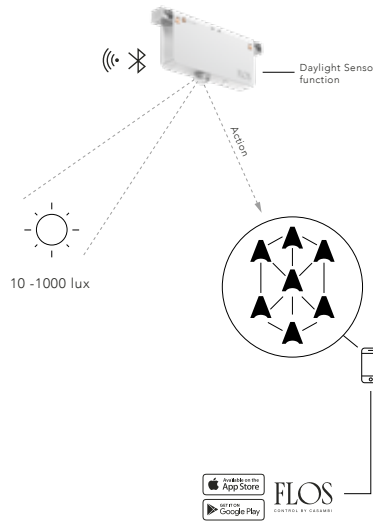 Daylight Senso
function
Action
10 -1000 lux
FLOS
Available on the
App Store
GET IT ON
Google Play
FLOS
CONTROL BY CASAMBI